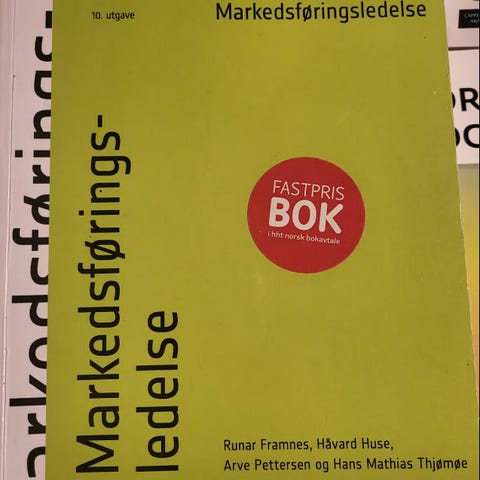 10. utgave
Markedsføringsledelse
Markedsførings-
ledelse
FASTPRIS
BOK
i hht norsk bokavtale
Runar Framnes, Håvard Huse,
Arve Pettersen og Hans Mathias Thjømøe
arkedsførings-